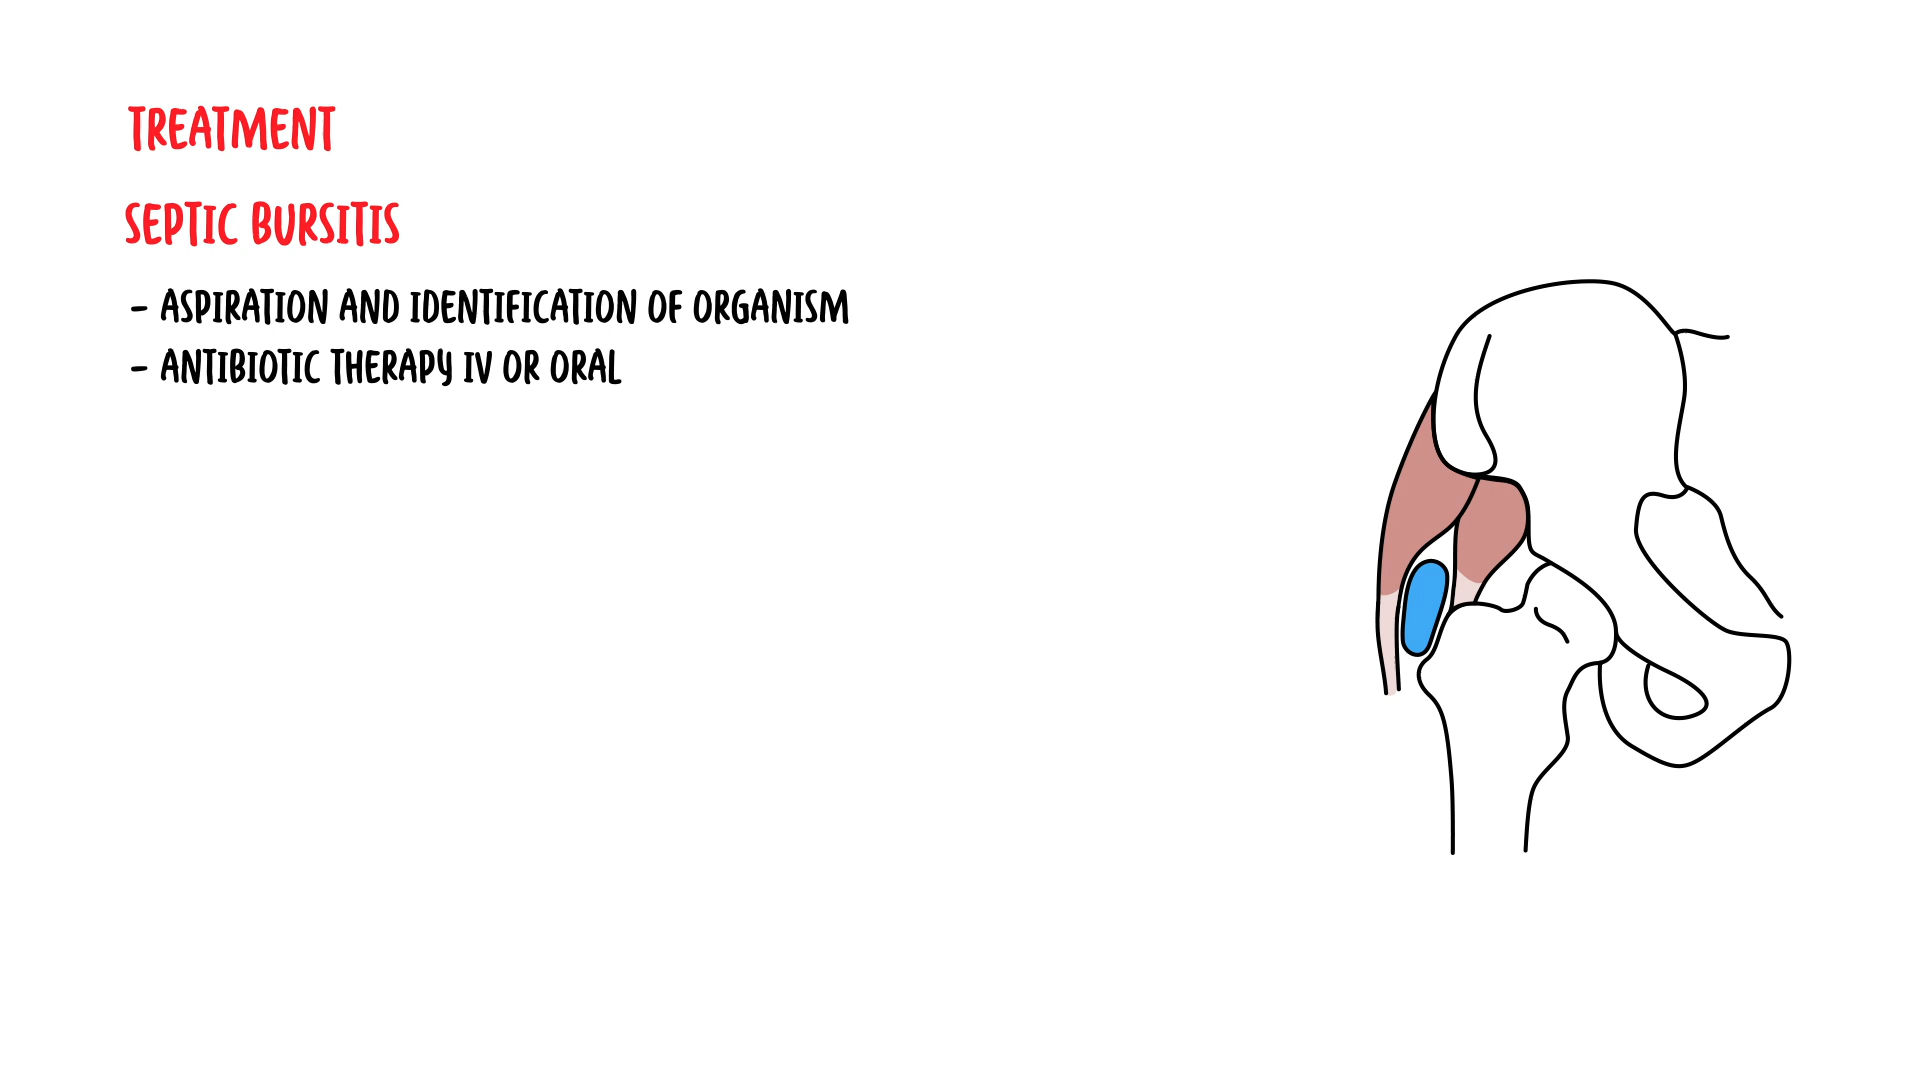 TREATMENT
SEPTIC BURSITIS
- ASPIRATION AND IDENTIFICATION OF ORGANISM
- ANTIBIOTIC THERAPY IV OR ORAL